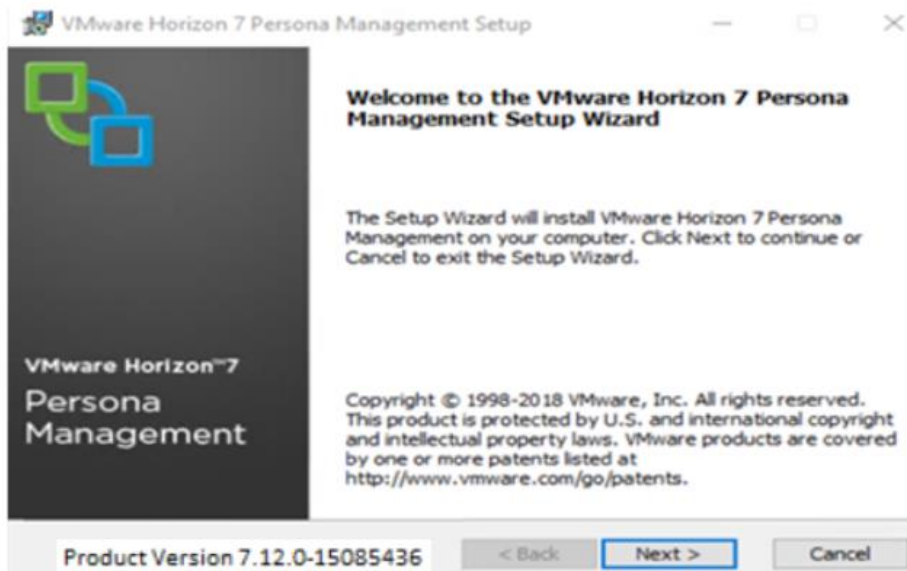 VMware Horizon 7 Persona Management Setup
Welcome to the VMware Horizon 7 Persona
Management Setup Wizard
The Setup Wizard will install VMware Horizon 7 Persona
Management on your computer. Click Next to continue or
Cancel to exit the Setup Wizard.
VMware Horizon™7
Persona
Management
Copyright © 1998-2018 VMware, Inc. All rights reserved.
This product is protected by U.S. and international copyright
and intellectual property laws. VMware products are covered
by one or more patents listed at
http://www.vmware.com/go/patents.
Product Version 7.12.0-15085436
< Back
Next >
Cancel